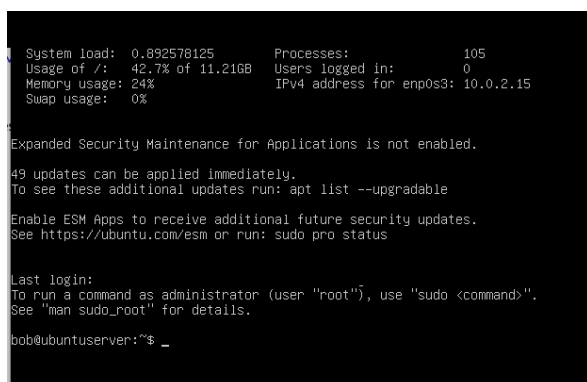 System load: 0.892578125 Processes: 105
Usage of /: 42.7% of 11.21GB Users logged in: 0
Memory usage: 24% IPv4 address for enp0s3: 10.0.2.15
Swap usage: 0%
Expanded Security Maintenance for Applications is not enabled.
49 updates can be applied immediately.
To see these additional updates run: apt list --upgradable
Enable ESM Apps to receive additional future security updates.
See https://ubuntu.com/esm or run: sudo pro status
Last login:
To run a command as administrator (user "root"), use "sudo <command>".
See "man sudo_root" for details.
bob@ubuntuserver:~$ _